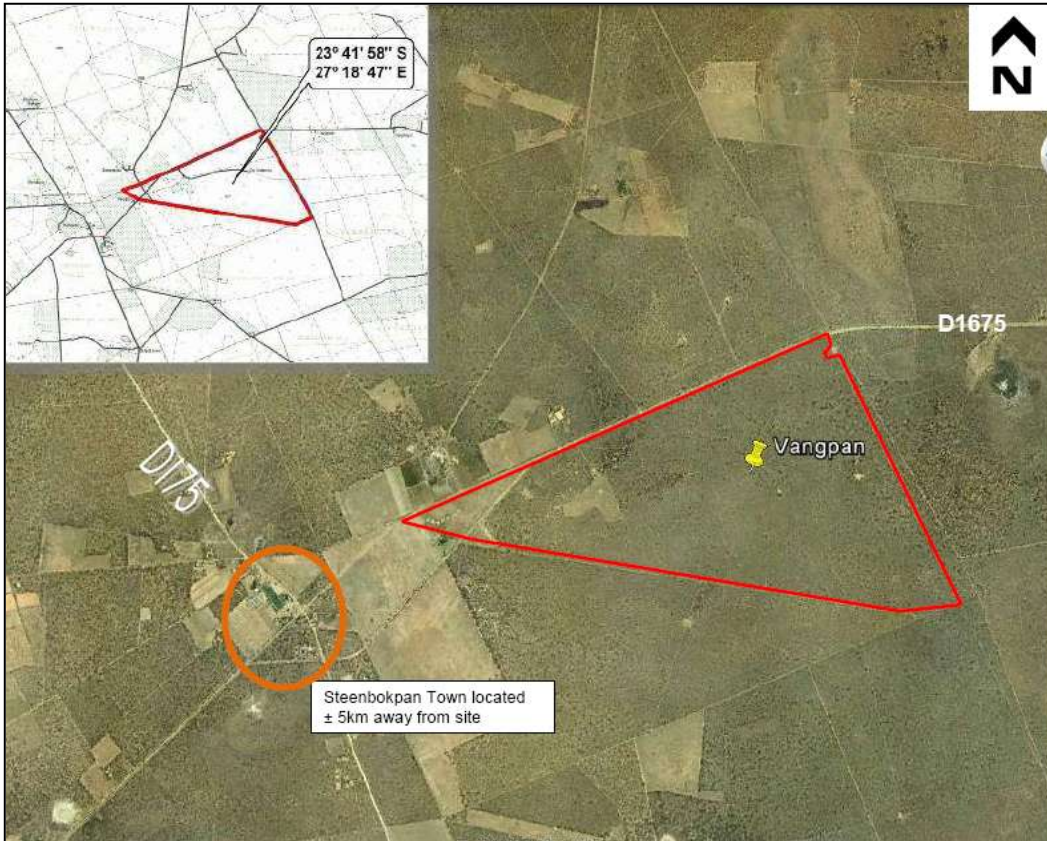 23° 41' 58" S
27° 18' 47" E
N
D1675
Vangpan
D175
Steenbokpan Town located
± 5km away from site